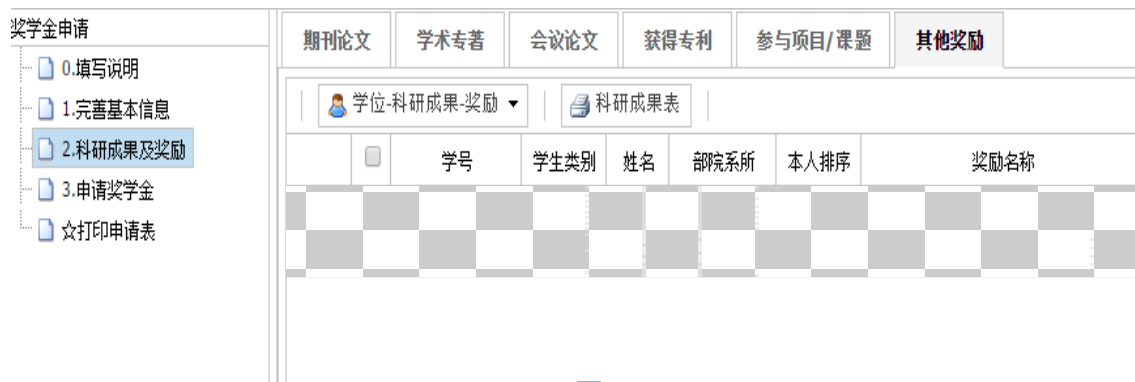 奖学金申请
0.填写说明
1.完善基本信息
2.科研成果及奖励
3.申请奖学金
☆打印申请表
期刊论文 学术专著 会议论文 获得专利 参与项目/课题 其他奖励
学位-科研成果-奖励 科研成果表
学号 学生类别 姓名 部院系所 本人排序 奖励名称